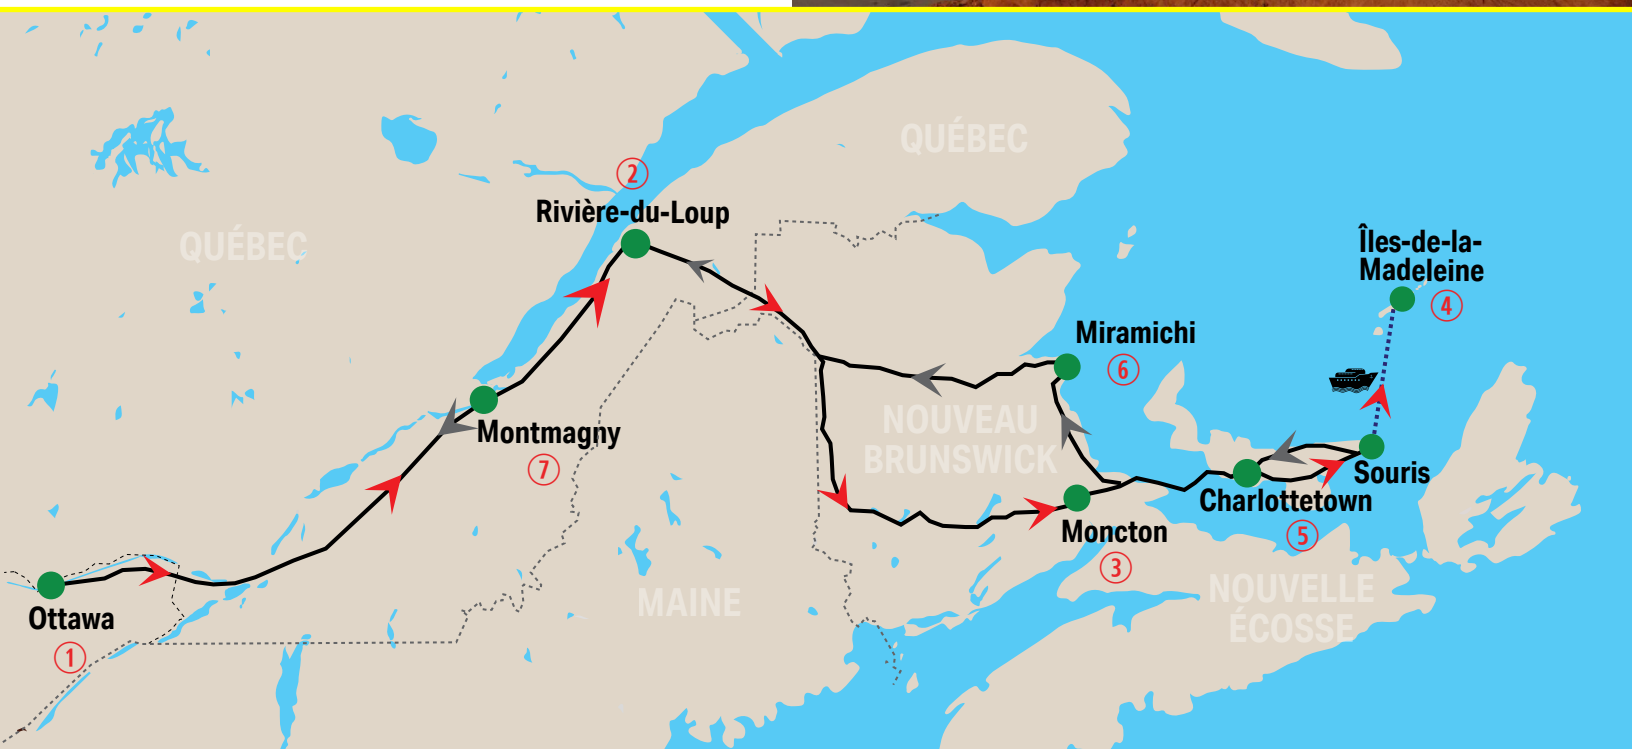 QUÉBEC
②
Rivière-du-Loup
QUÉBEC
Îles-de-la-
Madeleine
④
Miramichi
⑥
NOUVEAU
BRUNSWICK
Montmagny
⑦
Souris
Charlottetown
⑤
Moncton
③
NOUVELLE
ÉCOSSE
MAINE
Ottawa
①